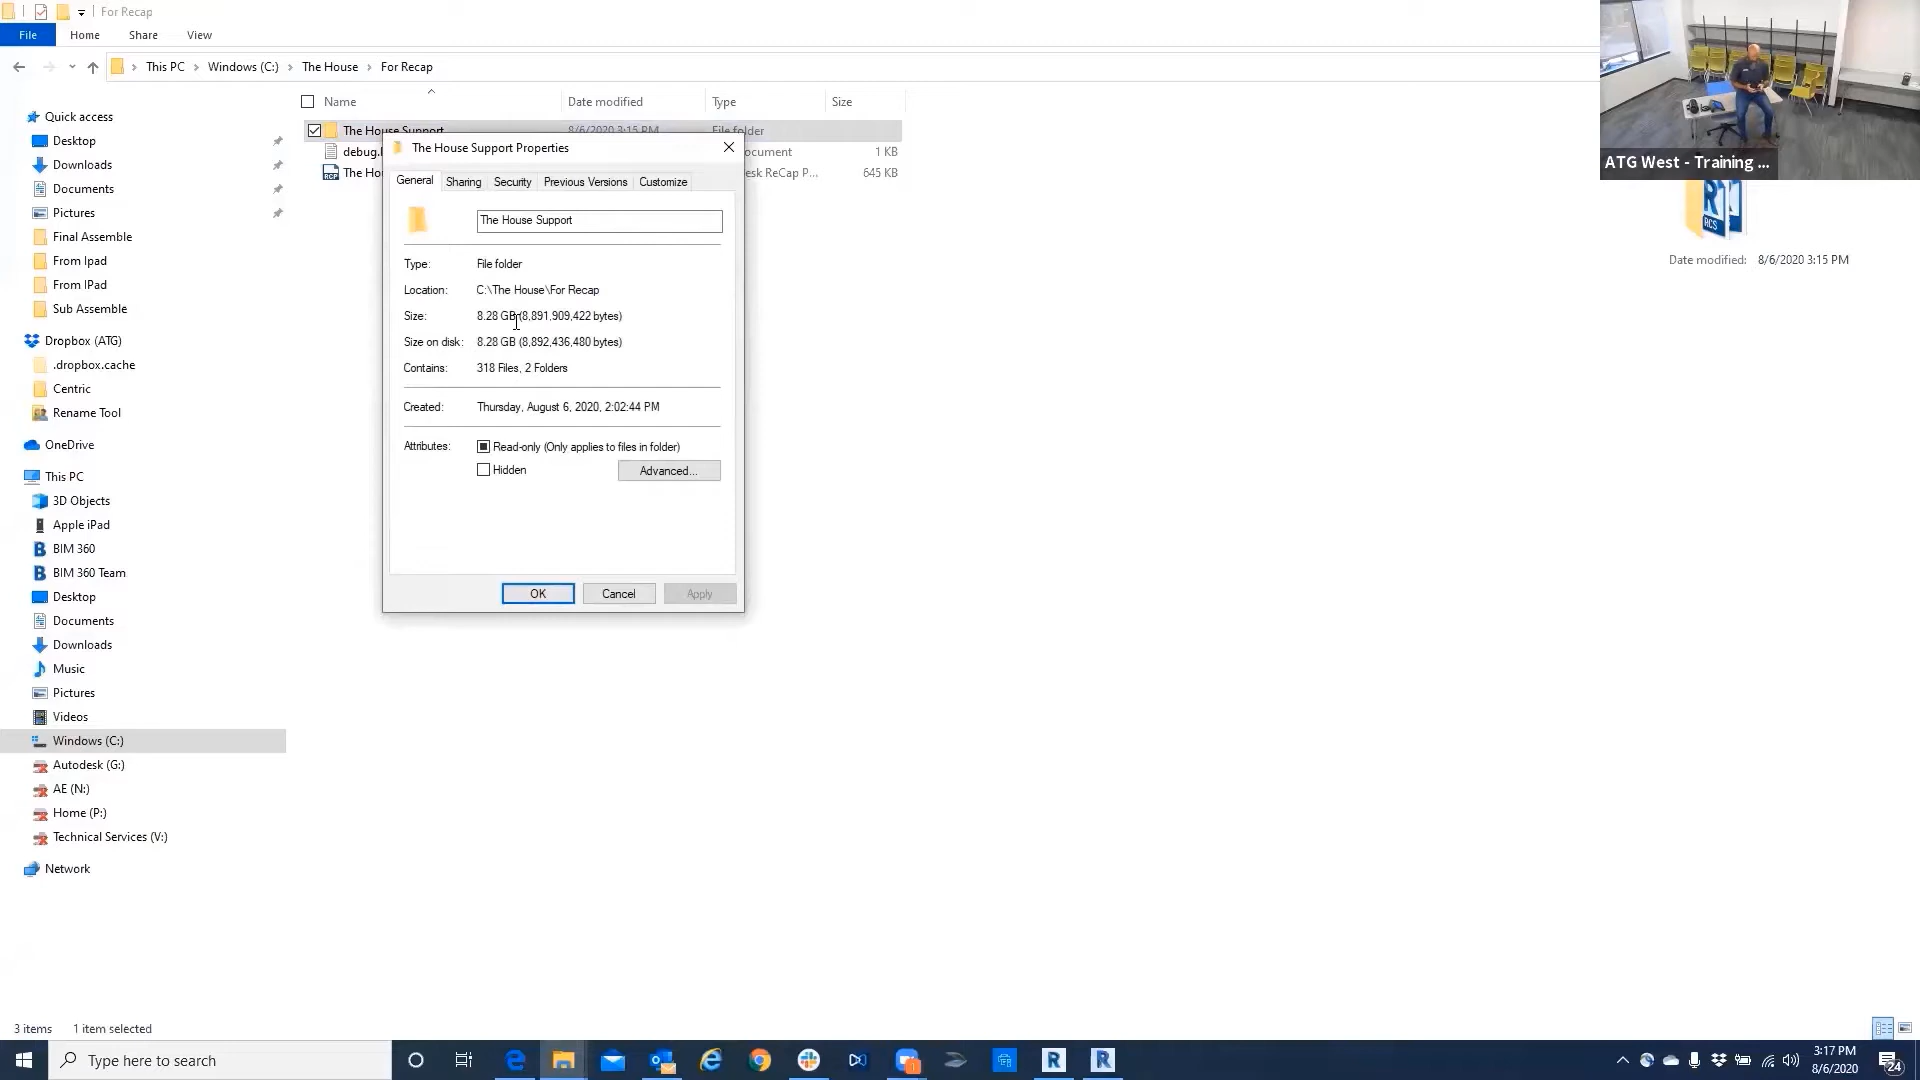 For Recap
File Home Share View
This PC Windows (C:) The House For Recap
Name Date modified Type Size
The House Support 8/6/2020 3:15 PM File folder
1 KB
645 KB
Quick access
Desktop
Downloads
Documents
Pictures
Final Assemble
From Ipad
From IPad
Sub Assemble
Dropbox (ATG)
.dropbox.cache
Centric
Rename Tool
OneDrive
This PC
3D Objects
Apple iPad
BIM 360
BIM 360 Team
Desktop
Documents
Downloads
Music
Pictures
Videos
Windows (C:)
Autodesk (G:)
AE (N:)
Home (P:)
Technical Services (V:)
Network
The House Support Properties
General Sharing Security Previous Versions Customize
The House Support
Type: File folder
Location: C:\The House\For Recap
Size: 8.28 GB (8,891,909,422 bytes)
Size on disk: 8.28 GB (8,892,436,480 bytes)
Contains: 318 Files, 2 Folders
Created: Thursday, August 6, 2020, 2:02:44 PM
Attributes: Read-only (Only applies to files in folder)
Hidden Advanced...
OK Cancel Apply
ATG West - Training ...
RCS
Date modified: 8/6/2020 3:15 PM
3 items 1 item selected
Type here to search
3:17 PM
8/6/2020
24